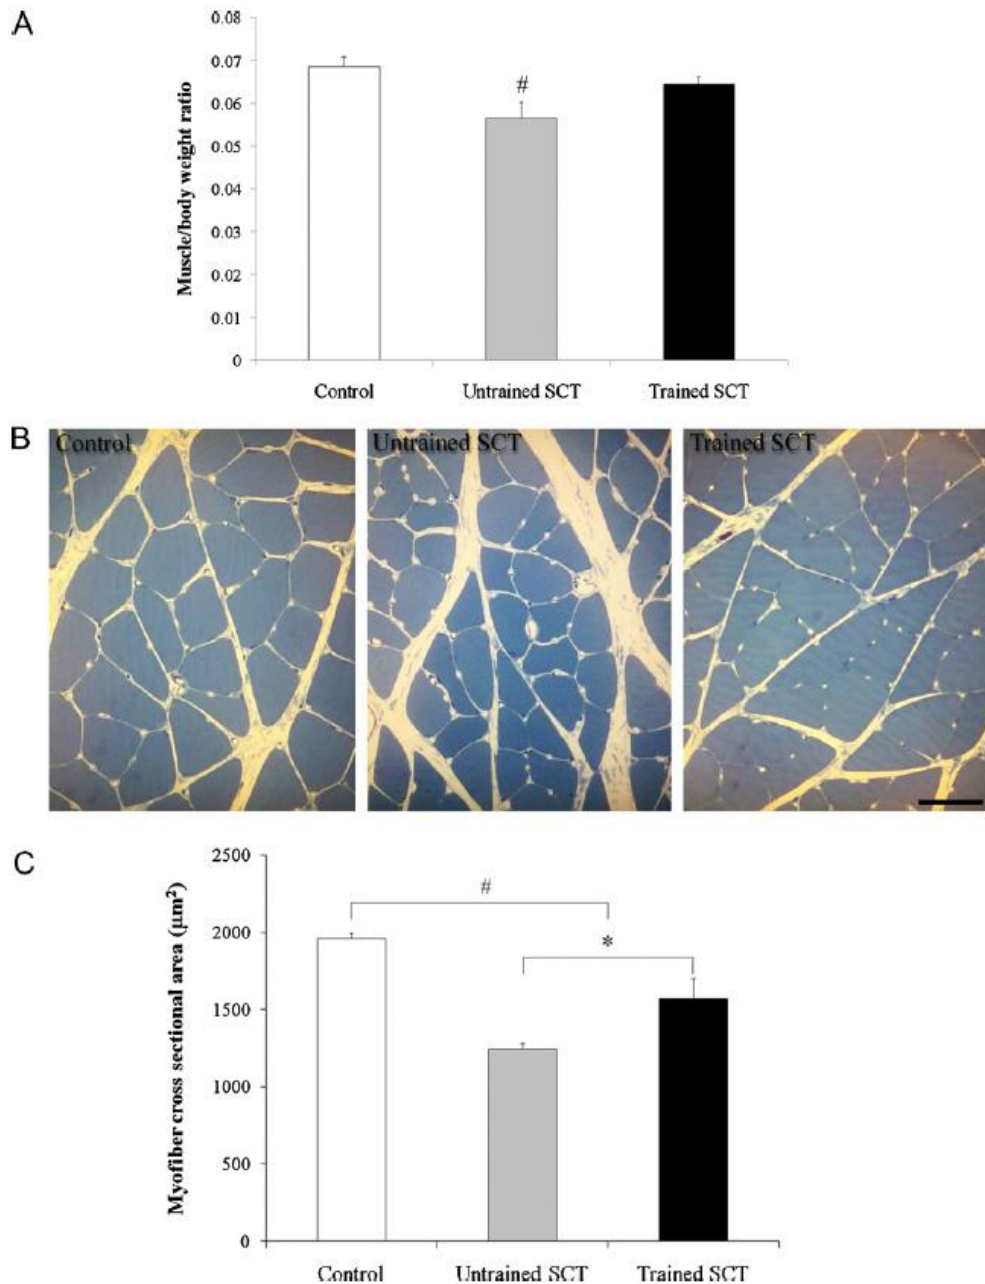 A
Muscle/body weight ratio
0.08
0.07
0.06
0.05
0.04
0.03
0.02
0.01
0
#
Control
Untrained SCT
Trained SCT
B
Control
Untrained SCT
Trained SCT
C
Myofiber cross sectional area (µm²)
2500
2000
1500
1000
500
0
#
*
Control
Untrained SCT
Trained SCT